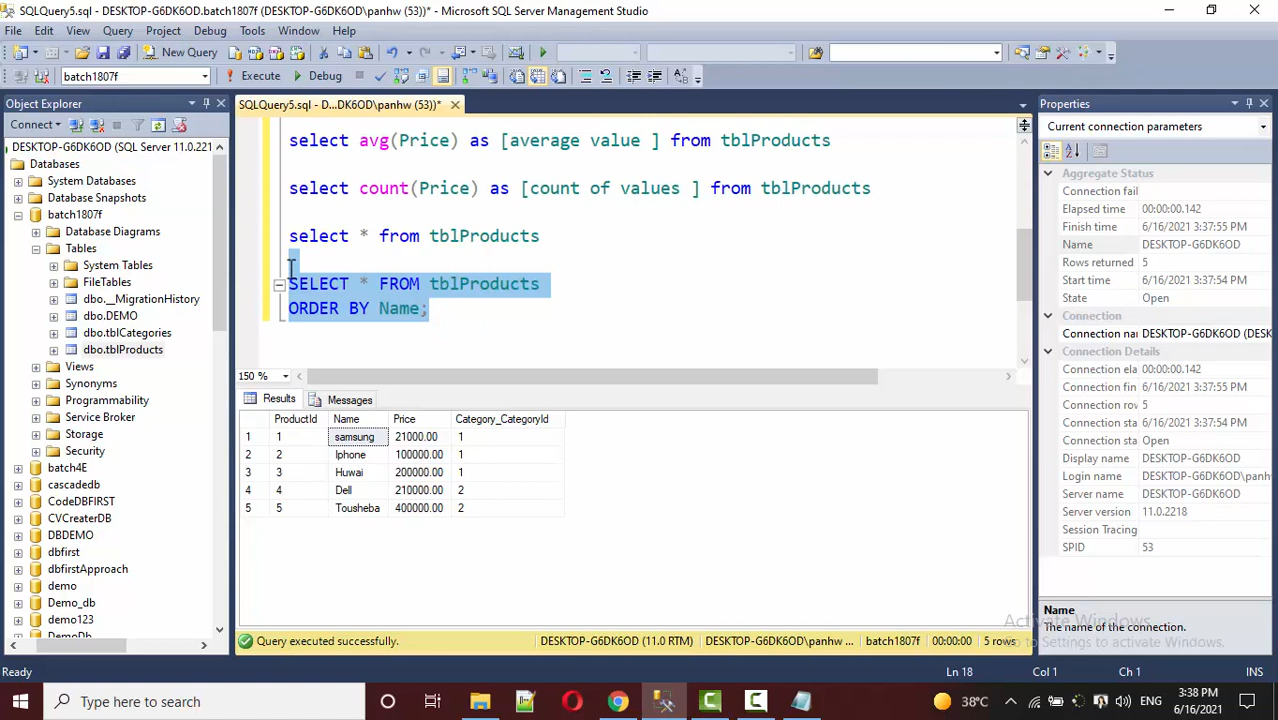 SQLQuery5.sql - DESKTOP-G6DK6OD.batch1807f (DESKTOP-G6DK6OD\panhw (53))* - Microsoft SQL Server Management Studio
File Edit View Query Project Debug Tools Window Help
New Query
batch1807f Execute Debug
Object Explorer
Connect
DESKTOP-G6DK6OD (SQL Server 11.0.221
Databases
System Databases
Database Snapshots
batch1807f
Database Diagrams
Tables
System Tables
FileTables
dbo.__MigrationHistory
dbo.DEMO
dbo.tblCategories
dbo.tblProducts
Views
Synonyms
Programmability
Service Broker
Storage
Security
batch4E
cascadedb
CodeDBFIRST
CVCreaterDB
DBDEMO
dbfirst
dbfirstApproach
demo
Demo_db
demo123
DemoDb
SQLQuery5.sql - D...DK6OD\panhw (53))*
select avg(Price) as [average value ] from tblProducts
select count(Price) as [count of values ] from tblProducts
select * from tblProducts
SELECT * FROM tblProducts
ORDER BY Name;
150 %
Results Messages
ProductId Name Price Category_CategoryId
1 1 samsung 21000.00 1
2 2 Iphone 100000.00 1
3 3 Huwai 200000.00 1
4 4 Dell 210000.00 2
5 5 Tousheba 400000.00 2
Query executed successfully. DESKTOP-G6DK6OD (11.0 RTM) DESKTOP-G6DK6OD\panhw ... batch1807f 00:00:00 5 rows
Properties
Current connection parameters
Aggregate Status
Connection fail
Elapsed time 00:00:00.142
Finish time 6/16/2021 3:37:55 PM
Name DESKTOP-G6DK6OD
Rows returned 5
Start time 6/16/2021 3:37:54 PM
State Open
Connection
Connection nam DESKTOP-G6DK6OD (DESK
Connection Details
Connection ela 00:00:00.142
Connection fin 6/16/2021 3:37:55 PM
Connection rov 5
Connection sta 6/16/2021 3:37:54 PM
Connection sta Open
Display name DESKTOP-G6DK6OD
Login name DESKTOP-G6DK6OD\panh
Server name DESKTOP-G6DK6OD
Server version 11.0.2218
Session Tracing
SPID 53
Name
The name of the connection.
Activate Windows
Go to Settings to activate Windows.
Ready Ln 18 Col 1 Ch 1 INS
Type here to search
38°C ENG 3:38 PM
6/16/2021